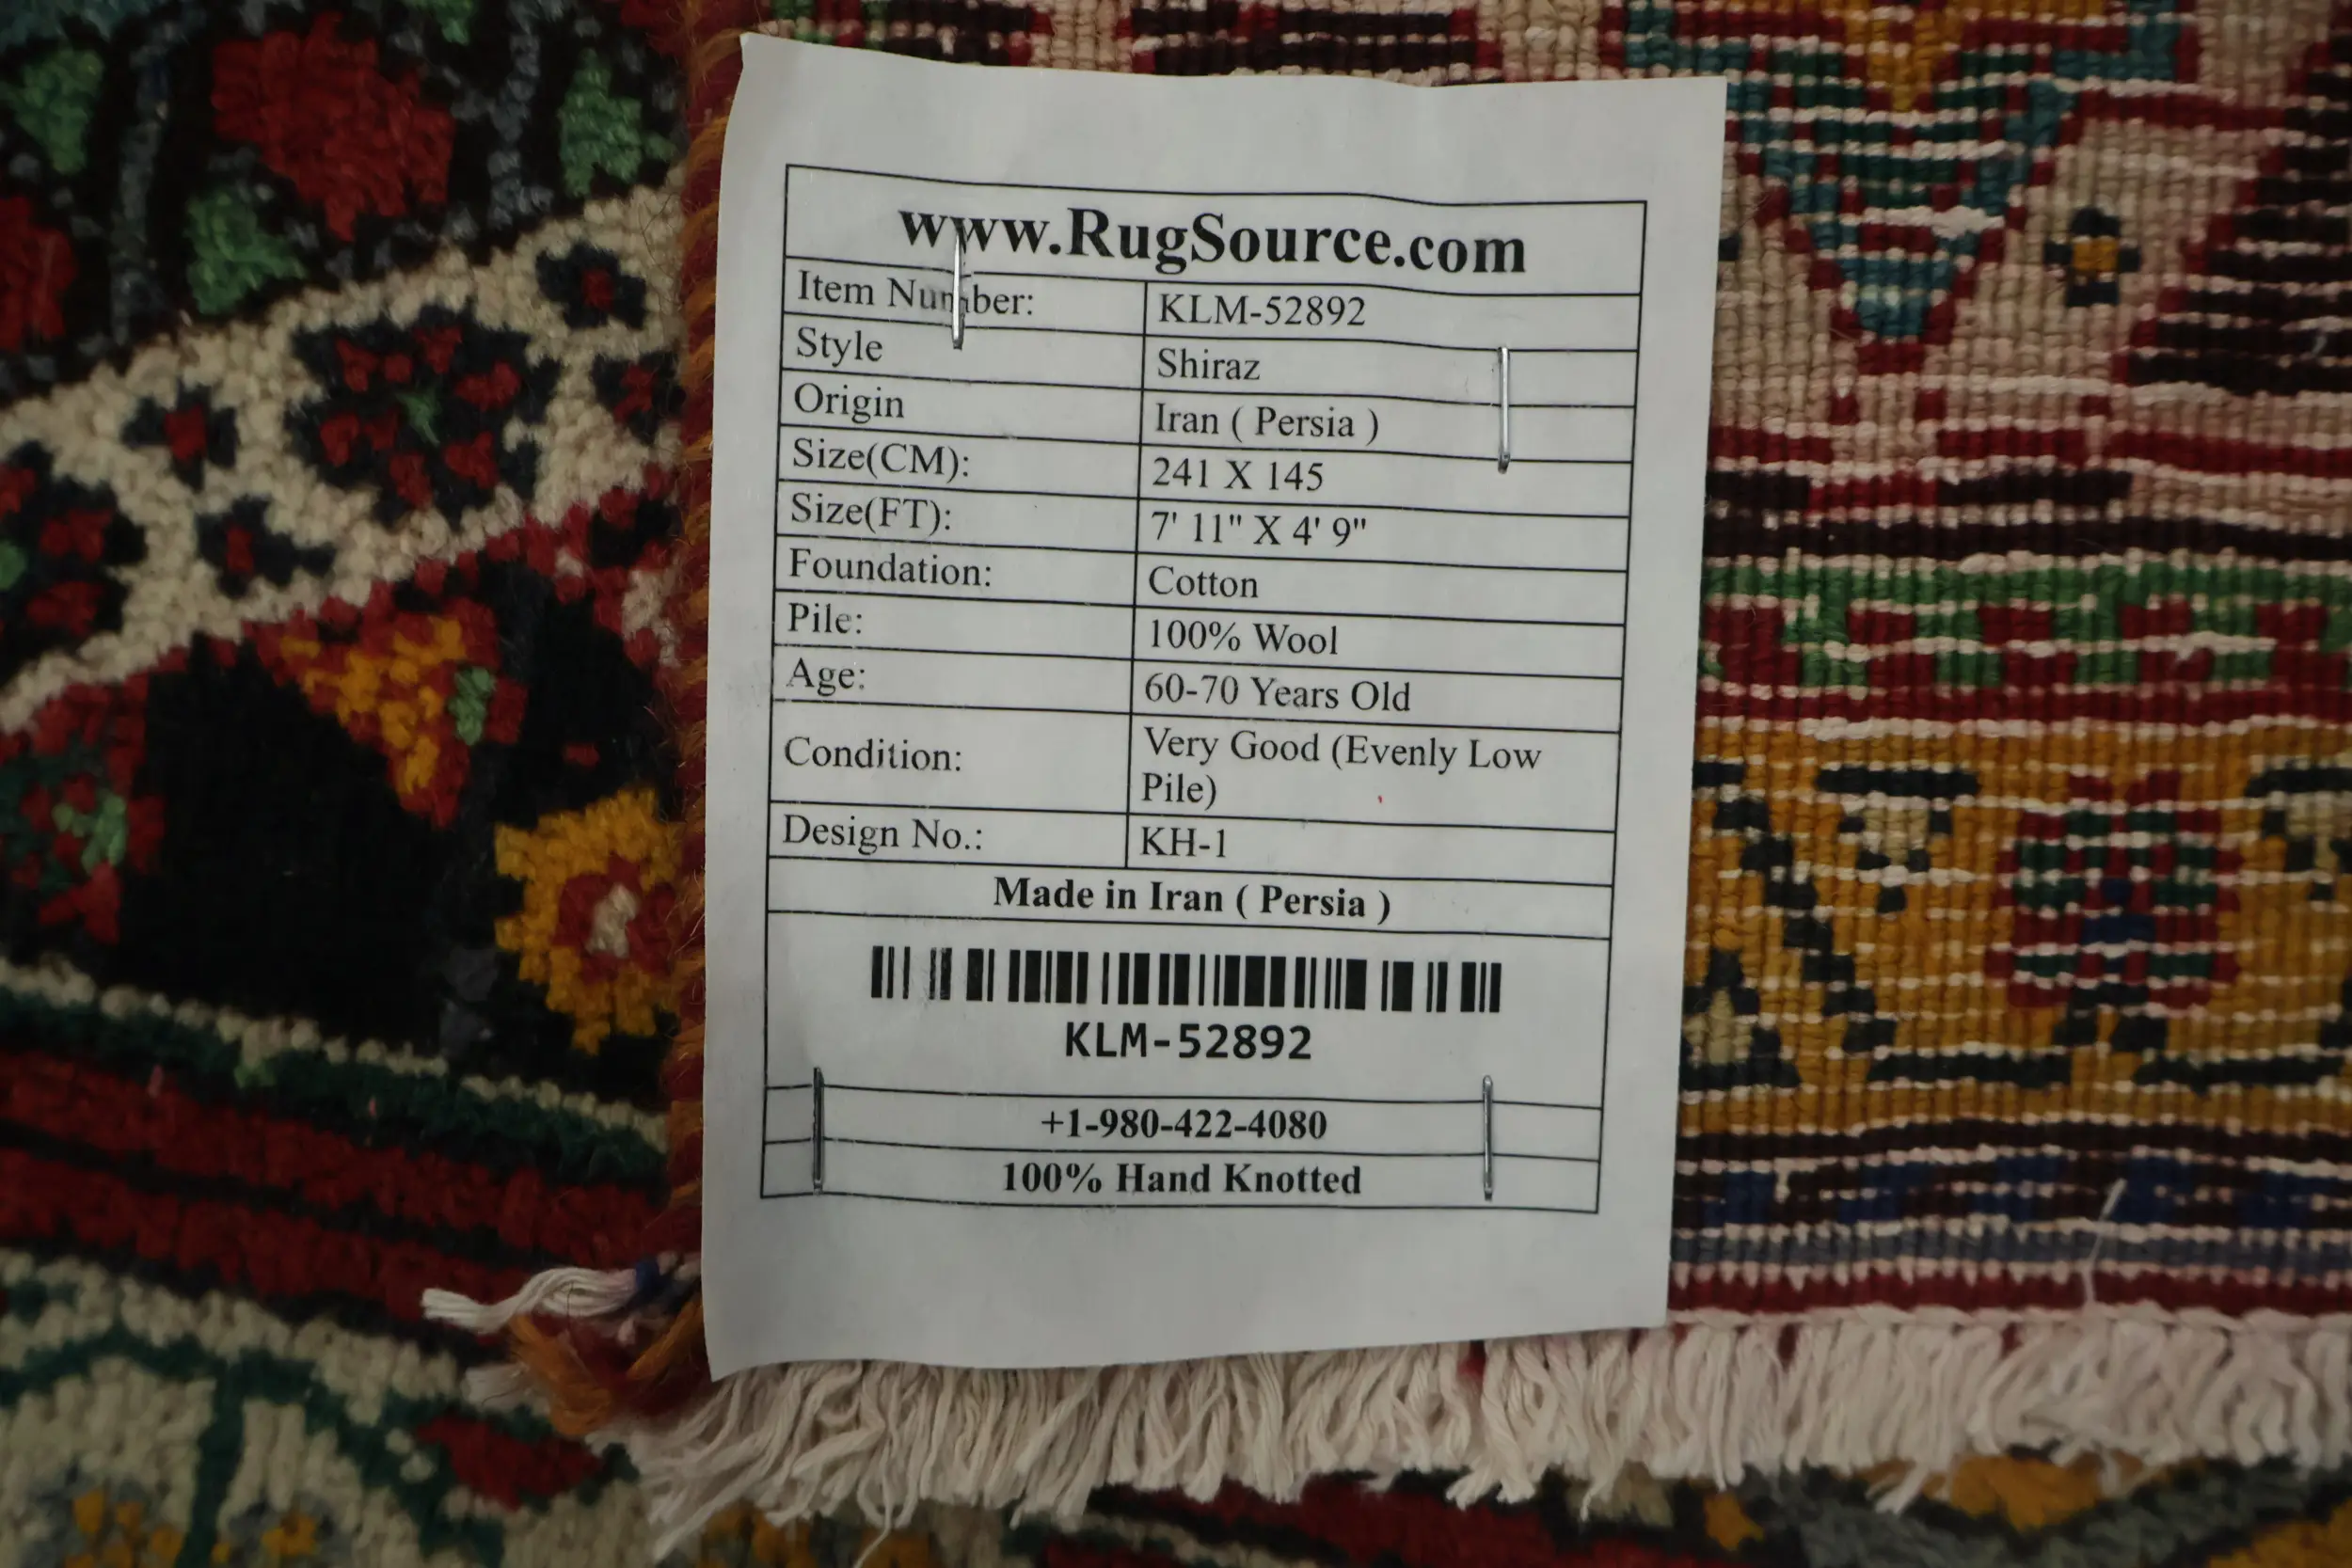 www.RugSource.com
Item Number: KLM-52892
Style Shiraz
Origin Iran ( Persia )
Size(CM): 241 X 145
Size(FT): 7' 11" X 4' 9"
Foundation: Cotton
Pile: 100% Wool
Age: 60-70 Years Old
Condition: Very Good (Evenly Low
Pile)
Design No.: KH-1
Made in Iran ( Persia )
KLM-52892
+1-980-422-4080
100% Hand Knotted